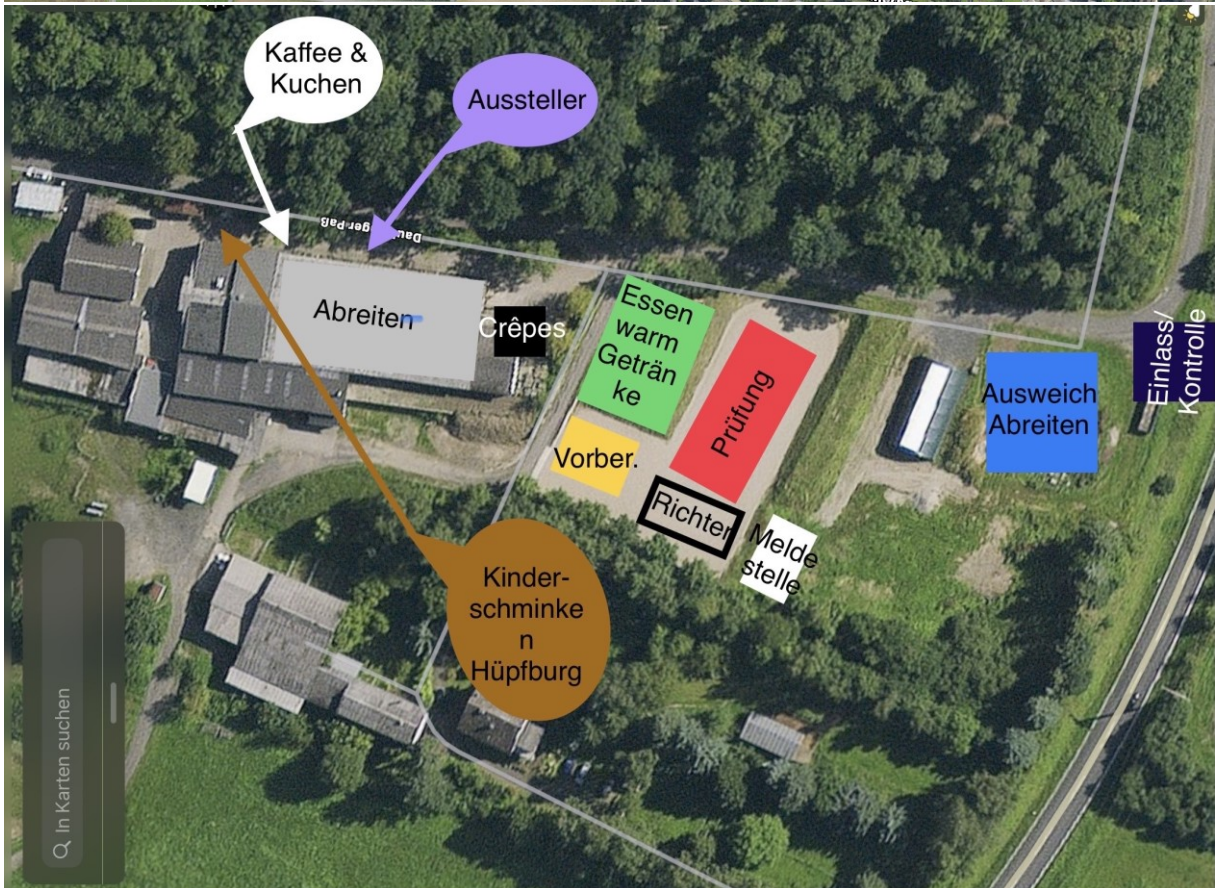 Kaffee &
Kuchen
Aussteller
Abreiten
Crêpes
Essen
warm
Geträn
ke
Prüfung
Vorber.
Richter
Melde
stelle
Ausweich
Abreiten
Einlass/
Kontrolle
Kinder-
schminke
n
Hüpfburg
In Karten suchen